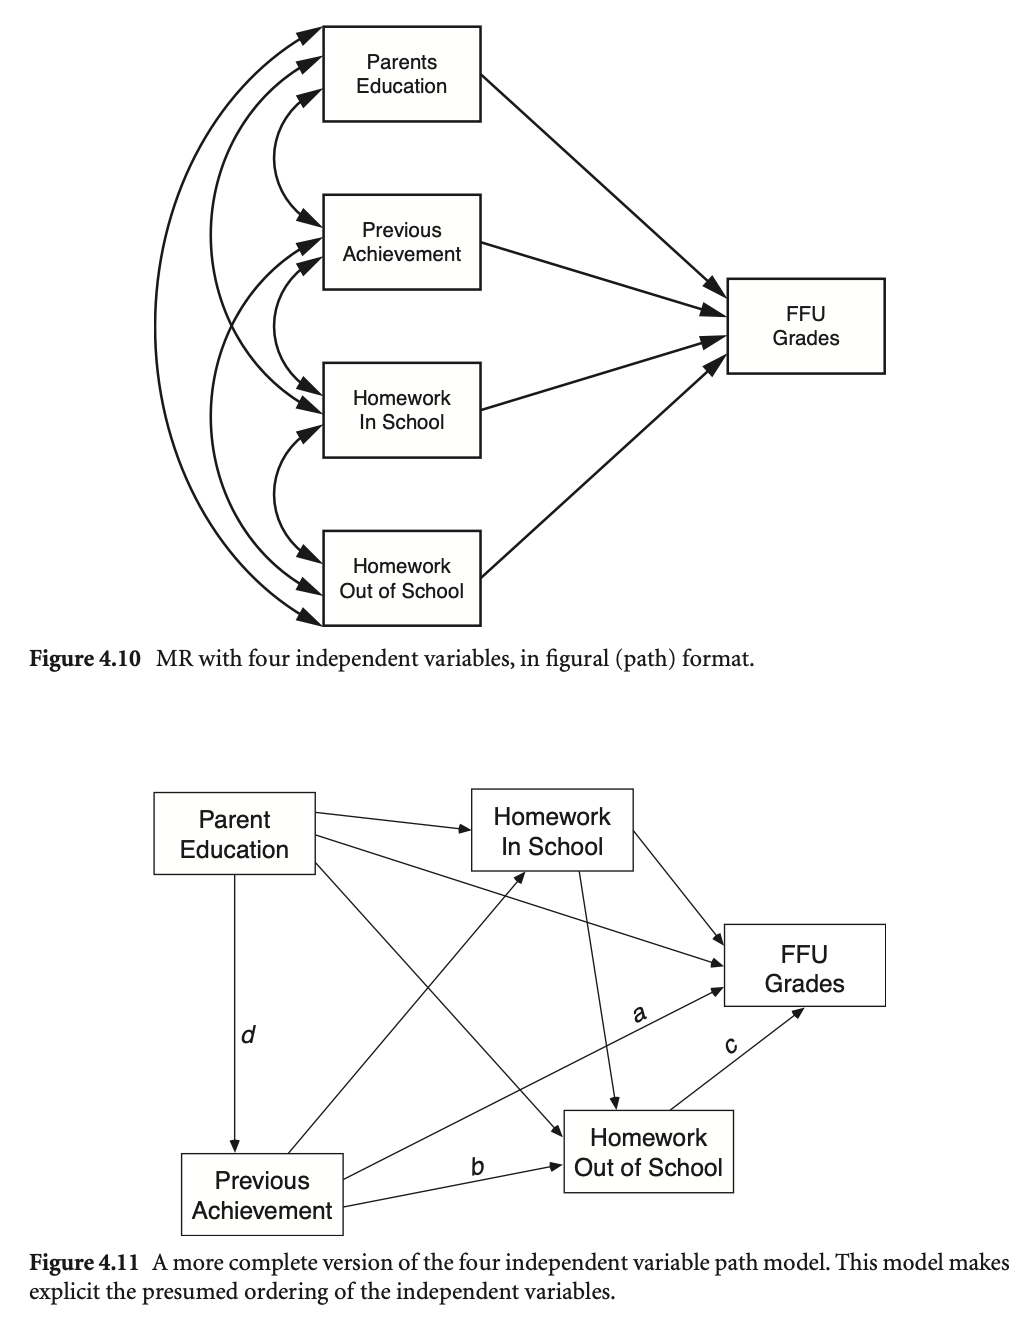 Parents
Education
Previous
Achievement
FFU
Grades
Homework
In School
Homework
Out of School
Figure 4.10 MR with four independent variables, in figural (path) format.
Parent
Education
Homework
In School
FFU
Grades
a
d
c
Homework
Out of School
b
Previous
Achievement
Figure 4.11 A more complete version of the four independent variable path model. This model makes
explicit the presumed ordering of the independent variables.